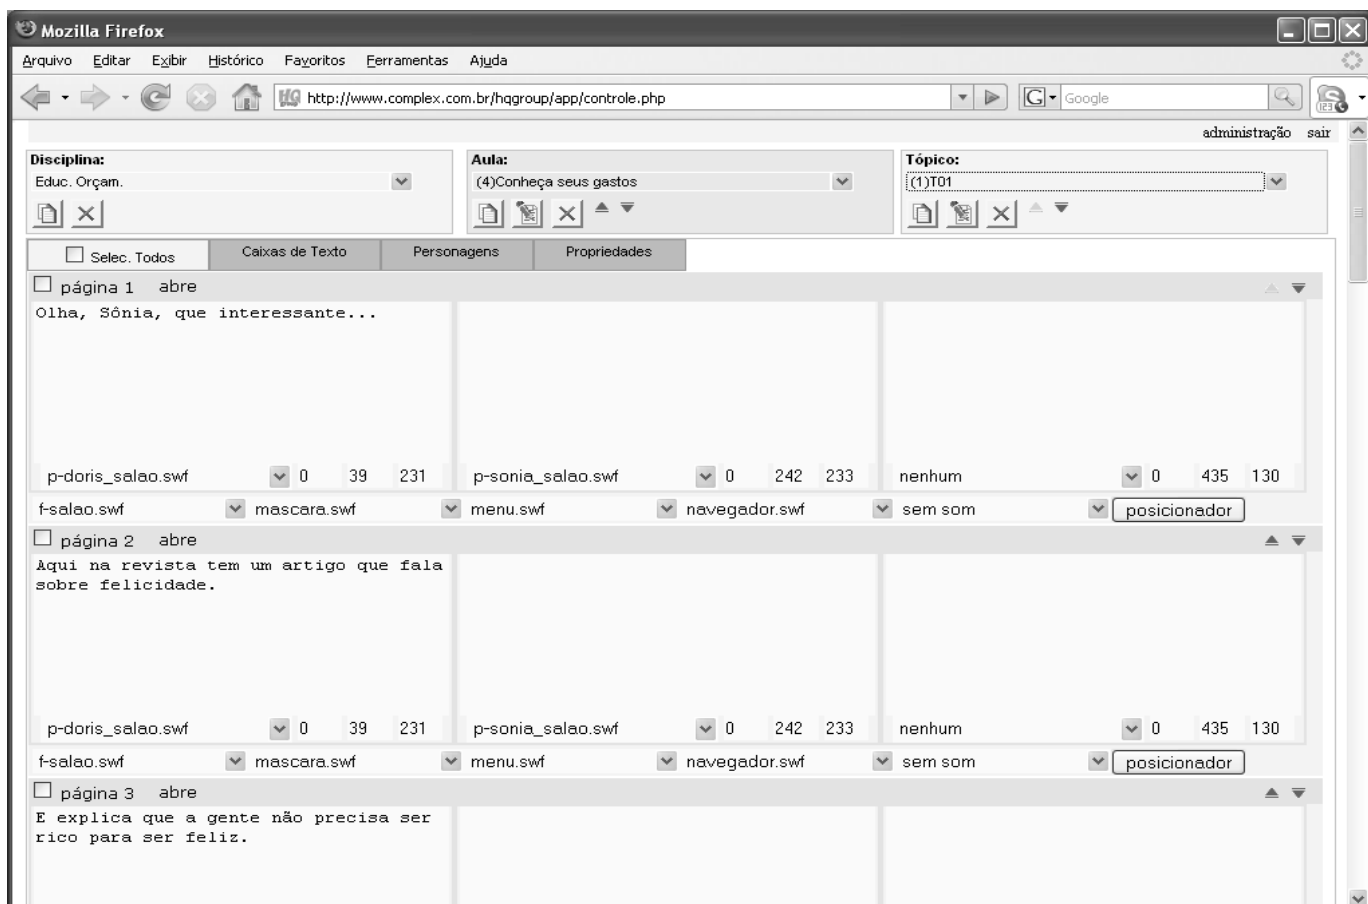 Mozilla Firefox
Arquivo Editar Exibir Histórico Favoritos Ferramentas Ajuda
http://www.complex.com.br/hqgroup/app/controle.php G Google
administração sair
Disciplina: Aula: Tópico:
Educ. Orçam. (4)Conheça seus gastos (1)T01
Selec. Todos Caixas de Texto Personagens Propriedades
página 1 abre
Olha, Sônia, que interessante...
p-doris_salao.swf 0 39 231 p-sonia_salao.swf 0 242 233 nenhum 0 435 130
f-salao.swf mascara.swf menu.swf navegador.swf sem som posicionador
página 2 abre
Aqui na revista tem um artigo que fala
sobre felicidade.
p-doris_salao.swf 0 39 231 p-sonia_salao.swf 0 242 233 nenhum 0 435 130
f-salao.swf mascara.swf menu.swf navegador.swf sem som posicionador
página 3 abre
E explica que a gente não precisa ser
rico para ser feliz.